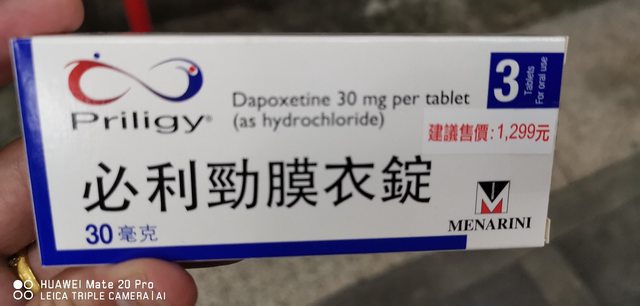 Priligy®
Dapoxetine 30 mg per tablet
(as hydrochloride)
3
Tablets
For oral use
建議售價:1,299元
必利勁膜衣錠
30 毫克
MENARINI
HUAWEI Mate 20 Pro
LEICA TRIPLE CAMERA | AI